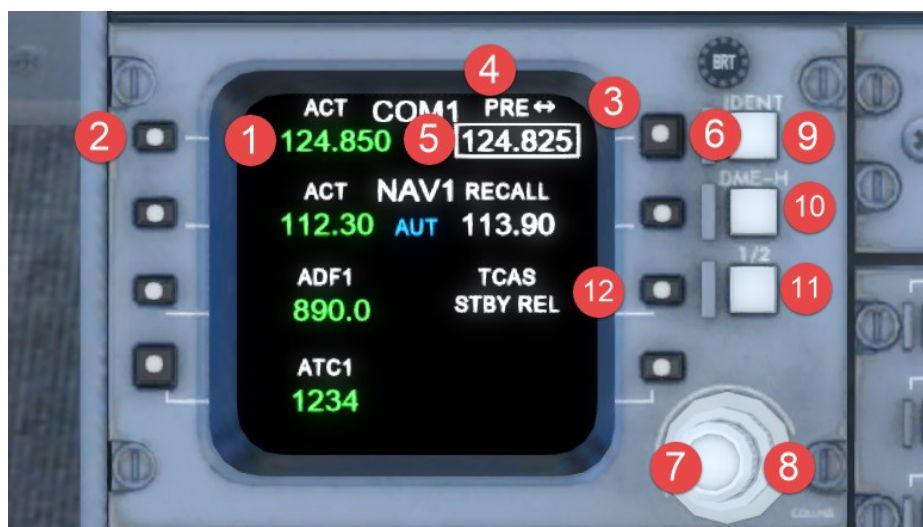 4
ACT COM1 PRE ↔
3
BRT
IDENT
2
1
124.850
5
124.825
6
9
ACT NAV1 RECALL
DME-H
112.30 AUT 113.90
10
1/2
ADF1 TCAS
890.0 STBY REL
12
11
ATC1
1234
7
8
COLLINS